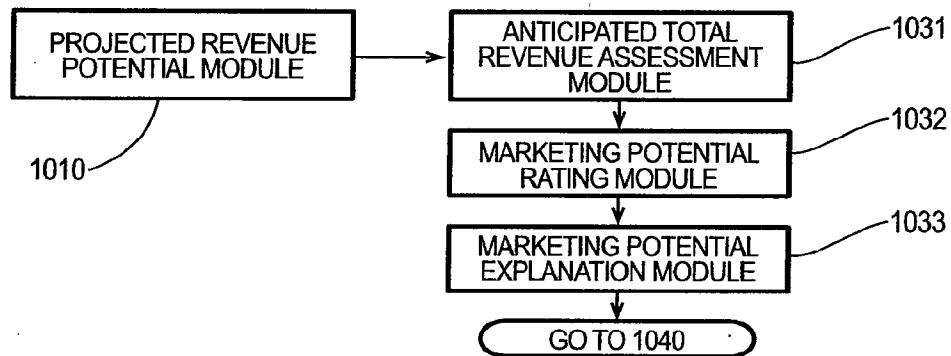 PROJECTED REVENUE
POTENTIAL MODULE
1010
ANTICIPATED TOTAL
REVENUE ASSESSMENT
MODULE
1031
MARKETING POTENTIAL
RATING MODULE
1032
MARKETING POTENTIAL
EXPLANATION MODULE
1033
GO TO 1040